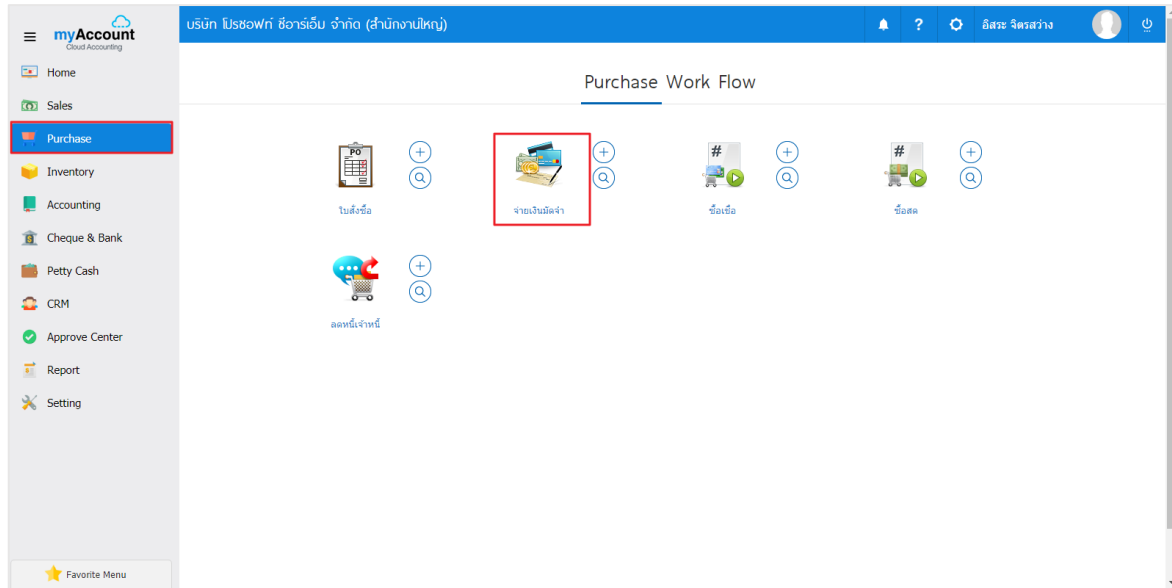 myAccount
Cloud Accounting
บริษัท โปรซอฟท์ ซีอาร์เอ็ม จำกัด (สำนักงานใหญ่)
?
อิสระ จิตรสว่าง
Home
Sales
Purchase
Inventory
Accounting
Cheque & Bank
Petty Cash
CRM
Approve Center
Report
Setting
Favorite Menu
Purchase Work Flow
PO
#
#
ใบสั่งซื้อ
จ่ายเงินมัดจำ
ซื้อเชื่อ
ซื้อสด
ลดหนี้เจ้าหนี้